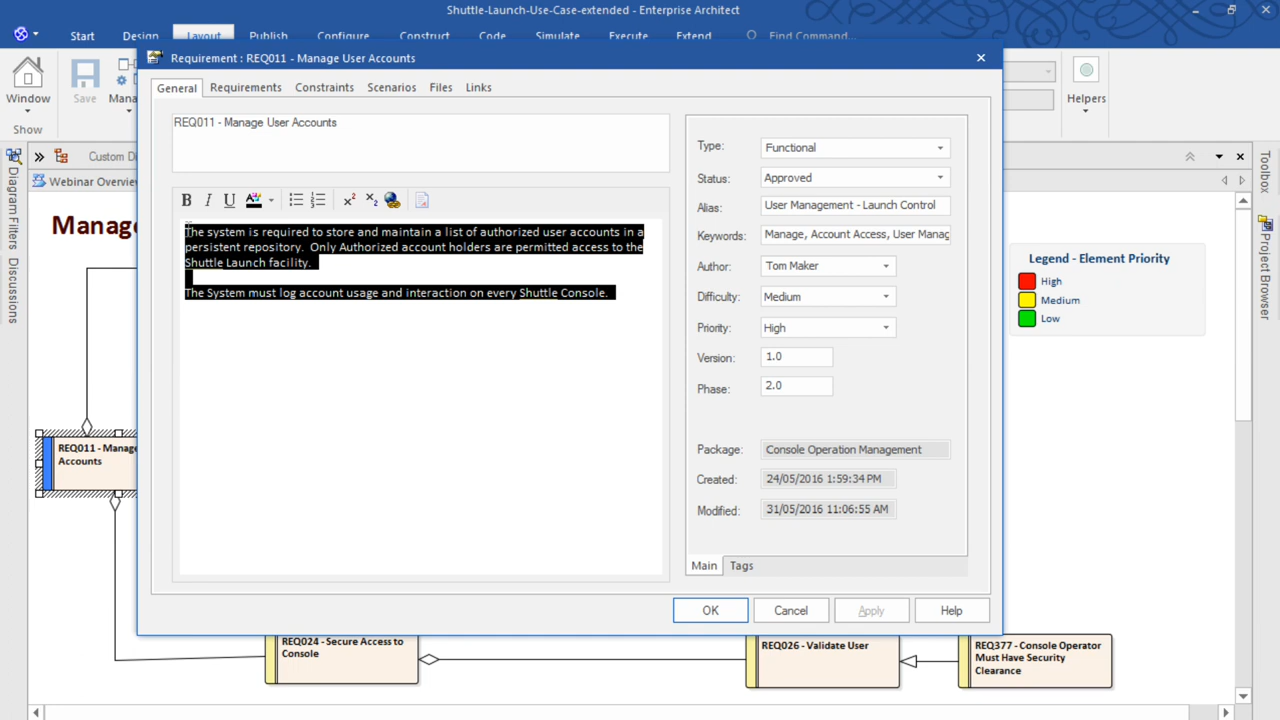 Shuttle-Launch-Use-Case-extended - Enterprise Architect
Start Design Layout Publish Configure Construct Code Simulate Execute Extend Find Command...
Requirement : REQ011 - Manage User Accounts
Window
Save
Mana
Helpers
Show
General Requirements Constraints Scenarios Files Links
REQ011 - Manage User Accounts
Custom Di
Webinar Overview
Diagram Filters
Discussions
Toolbox
Project Browser
Manage
The system is required to store and maintain a list of authorized user accounts in a
persistent repository. Only Authorized account holders are permitted access to the
Shuttle Launch facility.
The System must log account usage and interaction on every Shuttle Console.
Type: Functional
Status: Approved
Alias: User Management - Launch Control
Keywords: Manage, Account Access, User Manag
Author: Tom Maker
Difficulty: Medium
Priority: High
Version: 1.0
Phase: 2.0
Package: Console Operation Management
Created: 24/05/2016 1:59:34 PM
Modified: 31/05/2016 11:06:55 AM
Main Tags
OK Cancel Apply Help
Legend - Element Priority
High
Medium
Low
REQ011 - Manage
Accounts
REQ024 - Secure Access to
Console
REQ026 - Validate User
REQ377 - Console Operator
Must Have Security
Clearance